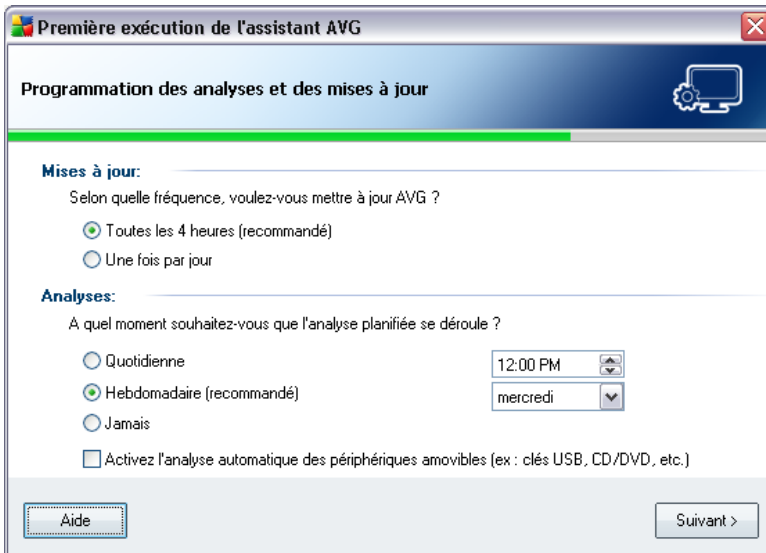 Première exécution de l'assistant AVG
Programmation des analyses et des mises à jour
Mises à jour:
Selon quelle fréquence, voulez-vous mettre à jour AVG ?
Toutes les 4 heures (recommandé)
Une fois par jour
Analyses:
A quel moment souhaitez-vous que l'analyse planifiée se déroule ?
Quotidienne
12:00 PM
Hebdomadaire (recommandé)
mercredi
Jamais
Activez l'analyse automatique des périphériques amovibles (ex : clés USB, CD/DVD, etc.)
Aide
Suivant >